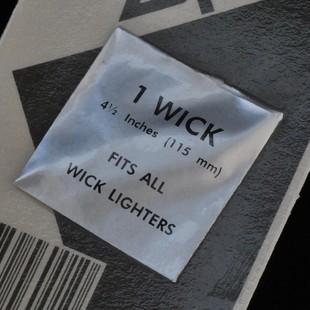 1 WICK
4½ Inches (115 mm)
FITS ALL
WICK LIGHTERS